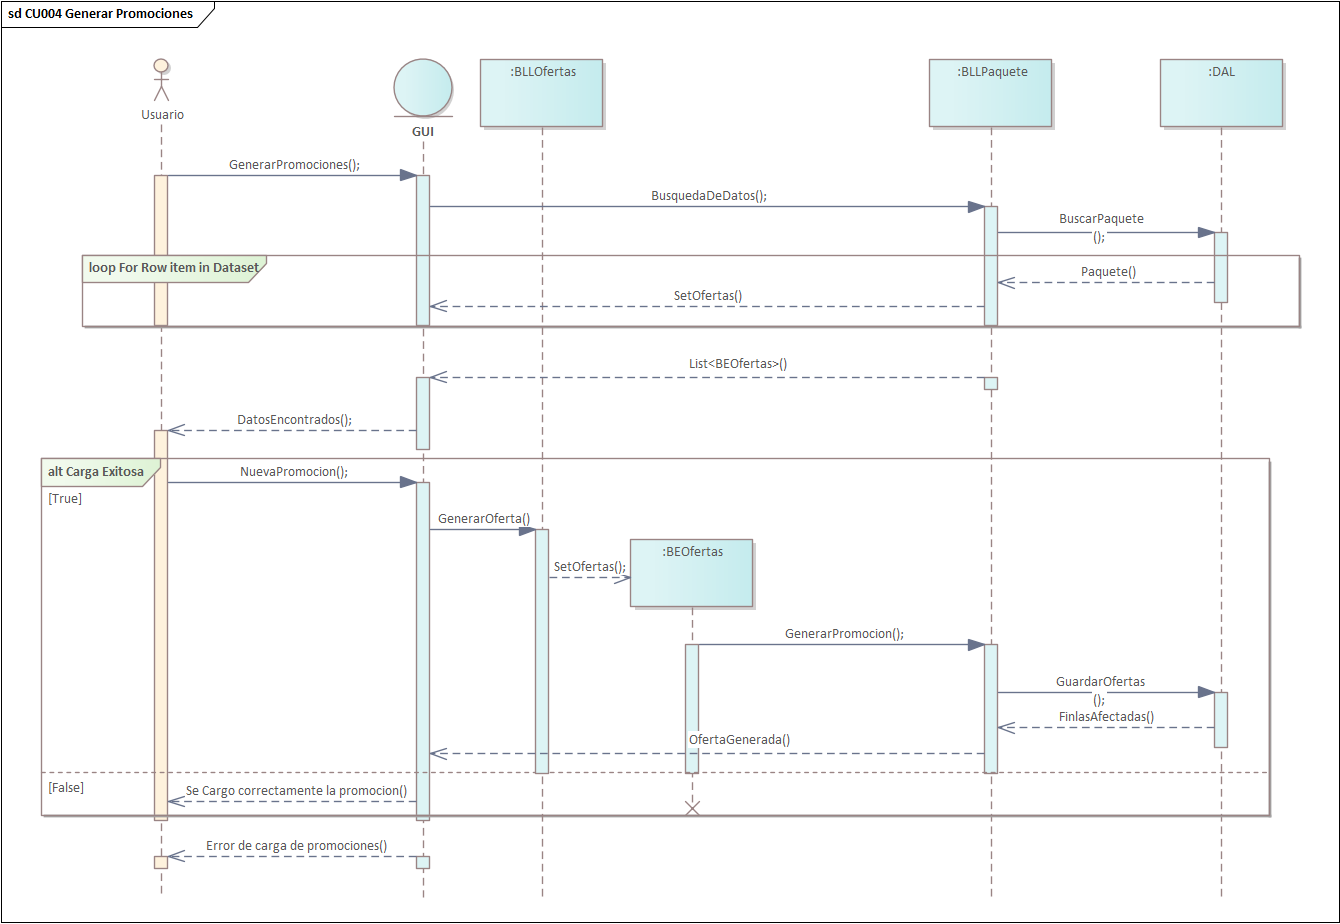 sd CU004 Generar Promociones
Usuario
GUI
:BLLOfertas
:BLLPaquete
:DAL
GenerarPromociones();
BusquedaDeDatos();
BuscarPaquete
();
loop For Row item in Dataset
Paquete()
SetOfertas()
List<BEOfertas>()
DatosEncontrados();
alt Carga Exitosa
NuevaPromocion();
[True]
GenerarOferta()
:BEOfertas
SetOfertas();
GenerarPromocion();
GuardarOfertas
();
FinlasAfectadas()
OfertaGenerada()
[False]
Se Cargo correctamente la promocion()
Error de carga de promociones()